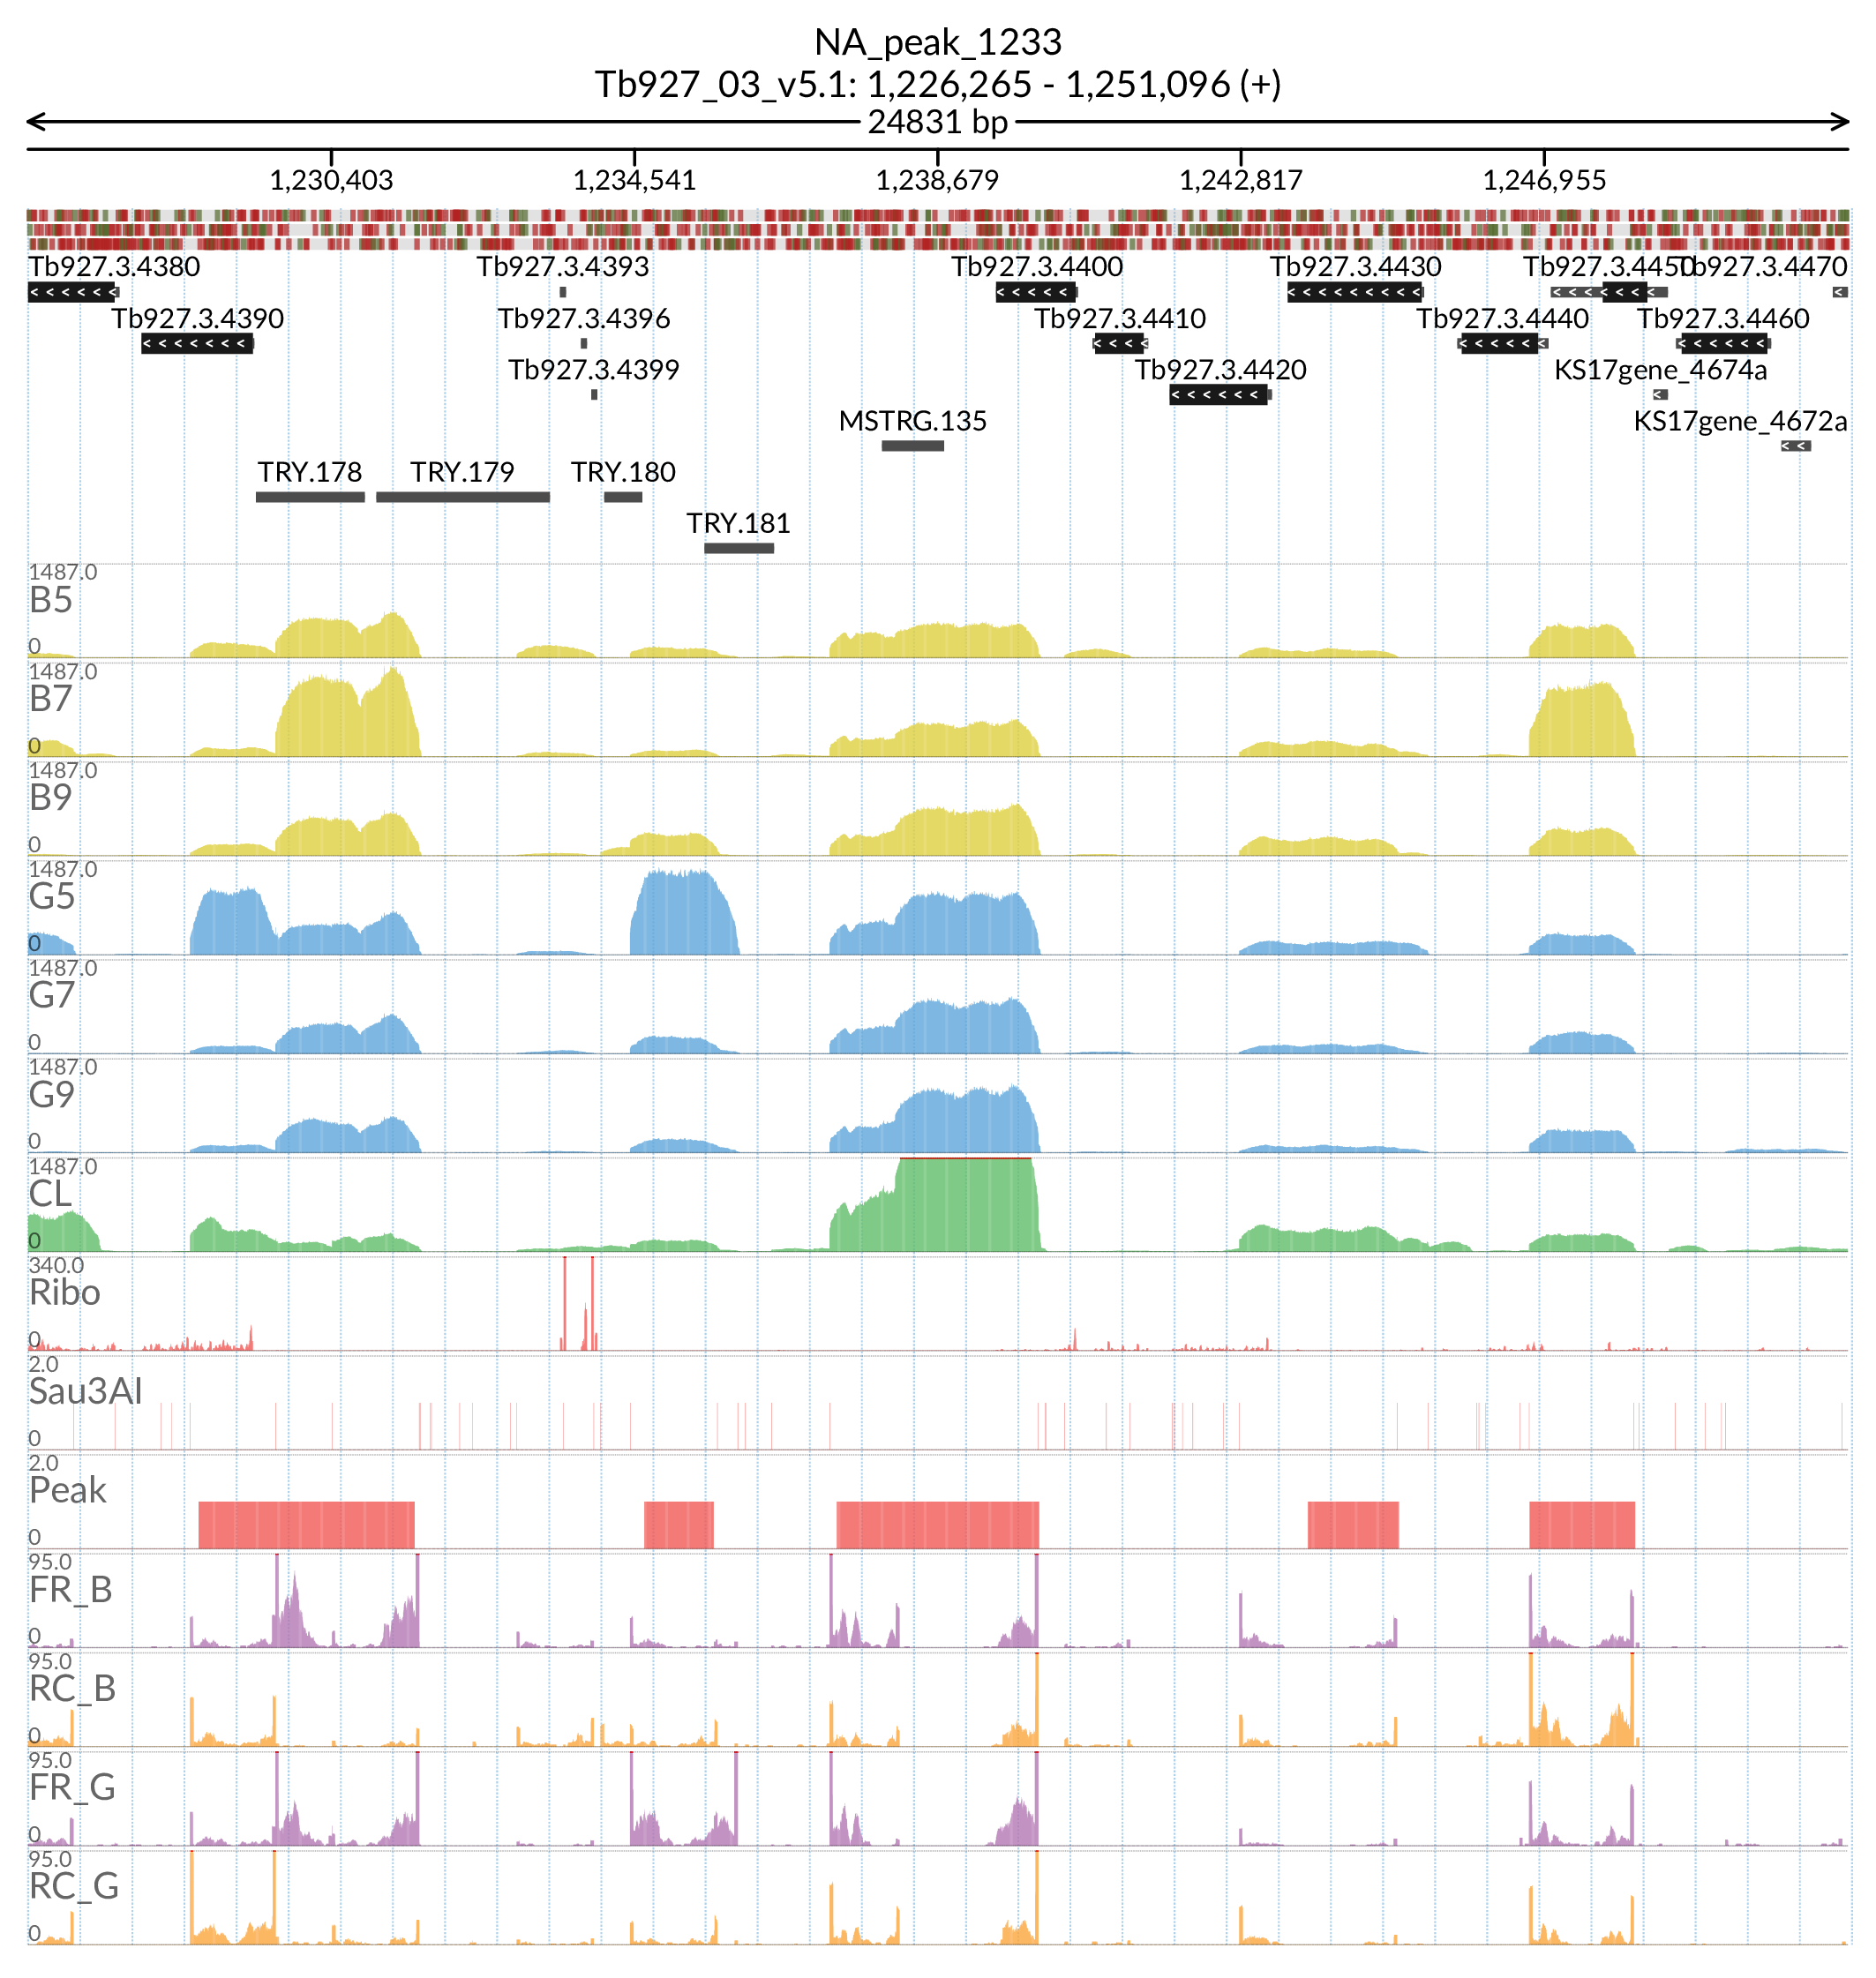 NA_peak_1233
Tb927_03_v5.1: 1,226,265 - 1,251,096 (+)
24831 bp
1,230,403 1,234,541 1,238,679 1,242,817 1,246,955
Tb927.3.4380 Tb927.3.4393 Tb927.3.4400 Tb927.3.4430 Tb927.3.4450 Tb927.3.4470
Tb927.3.4390 Tb927.3.4396 Tb927.3.4410 Tb927.3.4440 Tb927.3.4460
Tb927.3.4399 Tb927.3.4420 KS17gene_4674a
MSTRG.135 KS17gene_4672a
TRY.178 TRY.179 TRY.180
TRY.181
1487.0
B5
0
1487.0
B7
0
1487.0
B9
0
1487.0
G5
0
1487.0
G7
0
1487.0
G9
0
1487.0
CL
0
340.0
Ribo
0
2.0
Sau3AI
0
2.0
Peak
0
95.0
FR_B
0
95.0
RC_B
0
95.0
FR_G
0
95.0
RC_G
0